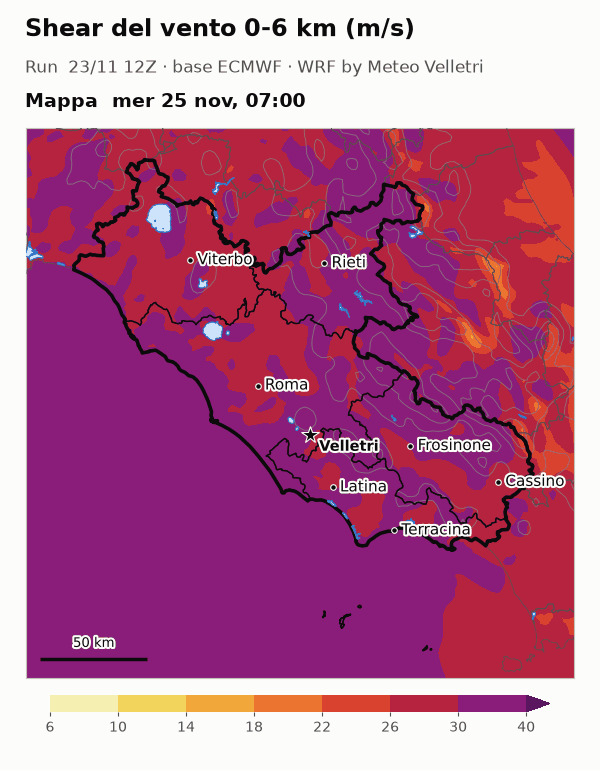 Shear del vento 0-6 km (m/s)
Run  23/11 12Z · base ECMWF · WRF by Meteo Velletri
Mappa  mer 25 nov, 07:00
Viterbo
Rieti
Roma
Velletri
Frosinone
Latina
Cassino
Terracina
50 km
6 10 14 18 22 26 30 40